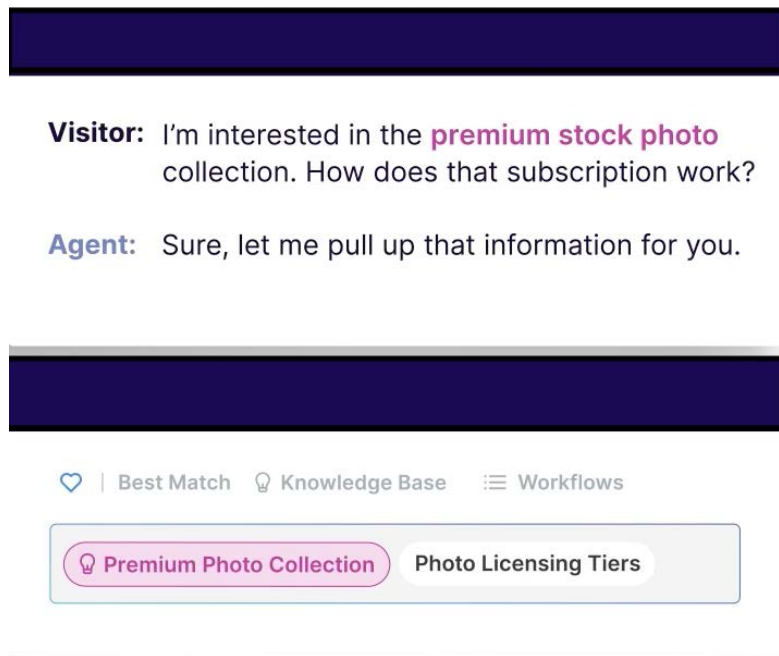 Visitor: I’m interested in the premium stock photo
collection. How does that subscription work?
Agent: Sure, let me pull up that information for you.
| Best Match Knowledge Base Workflows
Premium Photo Collection Photo Licensing Tiers